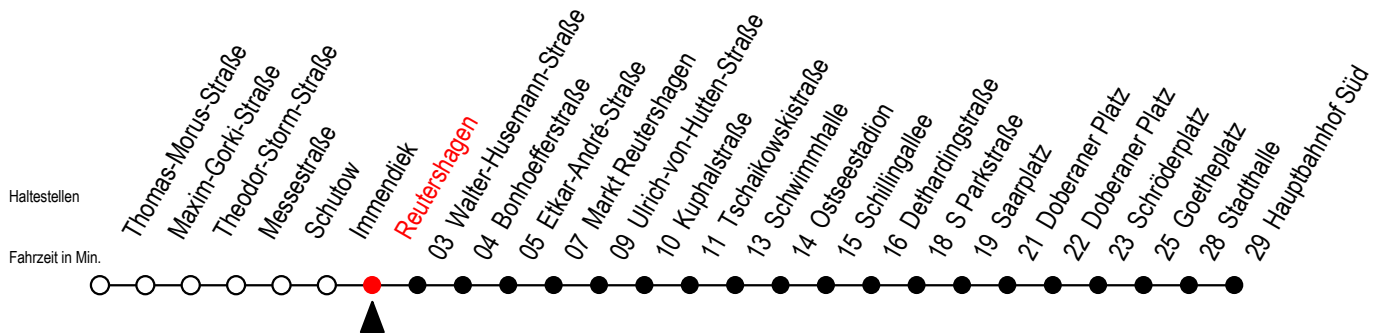 Haltestellen
Fahrzeit in Min.
Thomas-Morus-Straße
Maxim-Gorki-Straße
Theodor-Storm-Straße
Messestraße
Schutow
Immendiek
Reutershagen
03 Walter-Husemann-Straße
04 Bonhoefferstraße
05 Etkar-André-Straße
07 Markt Reutershagen
09 Ulrich-von-Hutten-Straße
10 Kuphalstraße
11 Tschaikowskistraße
13 Schwimmhalle
14 Ostseestadion
15 Schillingallee
16 Dethardingstraße
18 S Parkstraße
19 Saarplatz
21 Doberaner Platz
22 Doberaner Platz
23 Schröderplatz
25 Goetheplatz
28 Stadthalle
29 Hauptbahnhof Süd